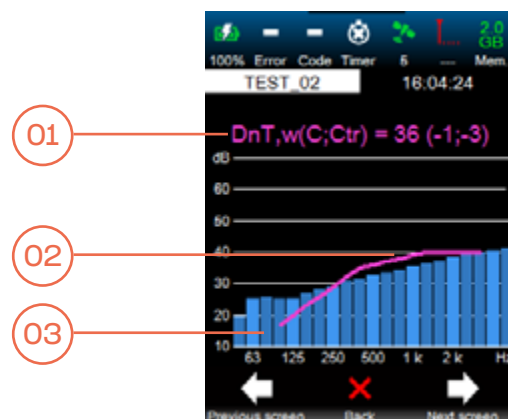 2.0
GB
100% Error Code Timer 6 --- Mem.
TEST_02 16:04:24
01 DnT,w(C;Ctr) = 36 (-1;-3)
dB
60
50
02 40
30
03 20
10
63 125 250 500 1 k 2 k Hz
Previous screen Back Next screen